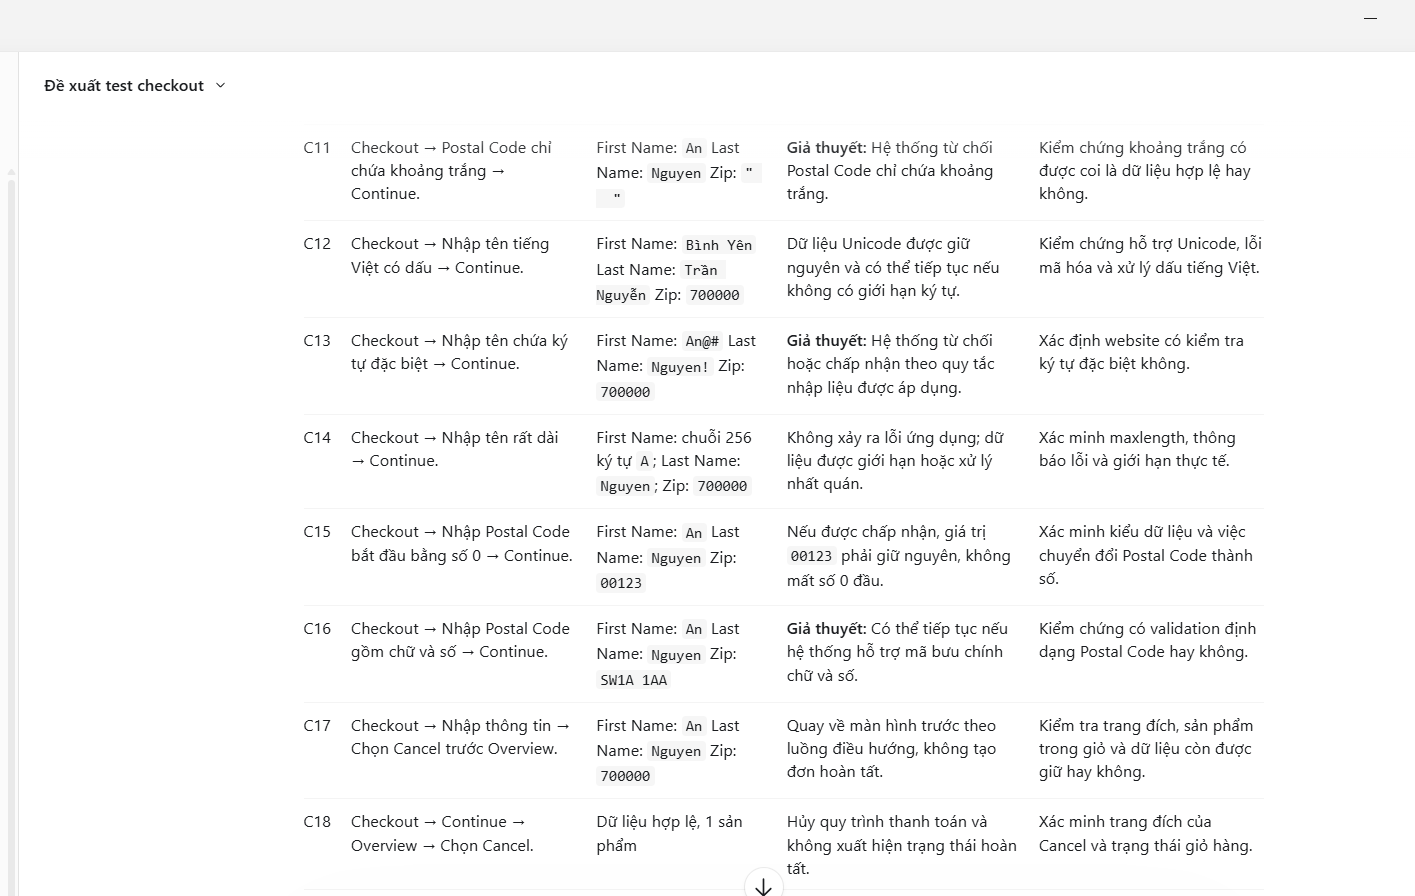 Đề xuất test checkout
C11 Checkout → Postal Code chỉ chứa khoảng trắng → Continue. First Name: An Last Name: Nguyen Zip: " " Giả thuyết: Hệ thống từ chối Postal Code chỉ chứa khoảng trắng. Kiểm chứng khoảng trắng có được coi là dữ liệu hợp lệ hay không.
C12 Checkout → Nhập tên tiếng Việt có dấu → Continue. First Name: Bình Yên Last Name: Trần Nguyễn Zip: 700000 Dữ liệu Unicode được giữ nguyên và có thể tiếp tục nếu không có giới hạn ký tự. Kiểm chứng hỗ trợ Unicode, lỗi mã hóa và xử lý dấu tiếng Việt.
C13 Checkout → Nhập tên chứa ký tự đặc biệt → Continue. First Name: An@# Last Name: Nguyen! Zip: 700000 Giả thuyết: Hệ thống từ chối hoặc chấp nhận theo quy tắc nhập liệu được áp dụng. Xác định website có kiểm tra ký tự đặc biệt không.
C14 Checkout → Nhập tên rất dài → Continue. First Name: chuỗi 256 ký tự A; Last Name: Nguyen; Zip: 700000 Không xảy ra lỗi ứng dụng; dữ liệu được giới hạn hoặc xử lý nhất quán. Xác minh maxlength, thông báo lỗi và giới hạn thực tế.
C15 Checkout → Nhập Postal Code bắt đầu bằng số 0 → Continue. First Name: An Last Name: Nguyen Zip: 00123 Nếu được chấp nhận, giá trị 00123 phải giữ nguyên, không mất số 0 đầu. Xác minh kiểu dữ liệu và việc chuyển đổi Postal Code thành số.
C16 Checkout → Nhập Postal Code gồm chữ và số → Continue. First Name: An Last Name: Nguyen Zip: SW1A 1AA Giả thuyết: Có thể tiếp tục nếu hệ thống hỗ trợ mã bưu chính chữ và số. Kiểm chứng có validation định dạng Postal Code hay không.
C17 Checkout → Nhập thông tin → Chọn Cancel trước Overview. First Name: An Last Name: Nguyen Zip: 700000 Quay về màn hình trước theo luồng điều hướng, không tạo đơn hoàn tất. Kiểm tra trang đích, sản phẩm trong giỏ và dữ liệu còn được giữ hay không.
C18 Checkout → Continue → Overview → Chọn Cancel. Dữ liệu hợp lệ, 1 sản phẩm Hủy quy trình thanh toán và không xuất hiện trạng thái hoàn tất. Xác minh trang đích của Cancel và trạng thái giỏ hàng.